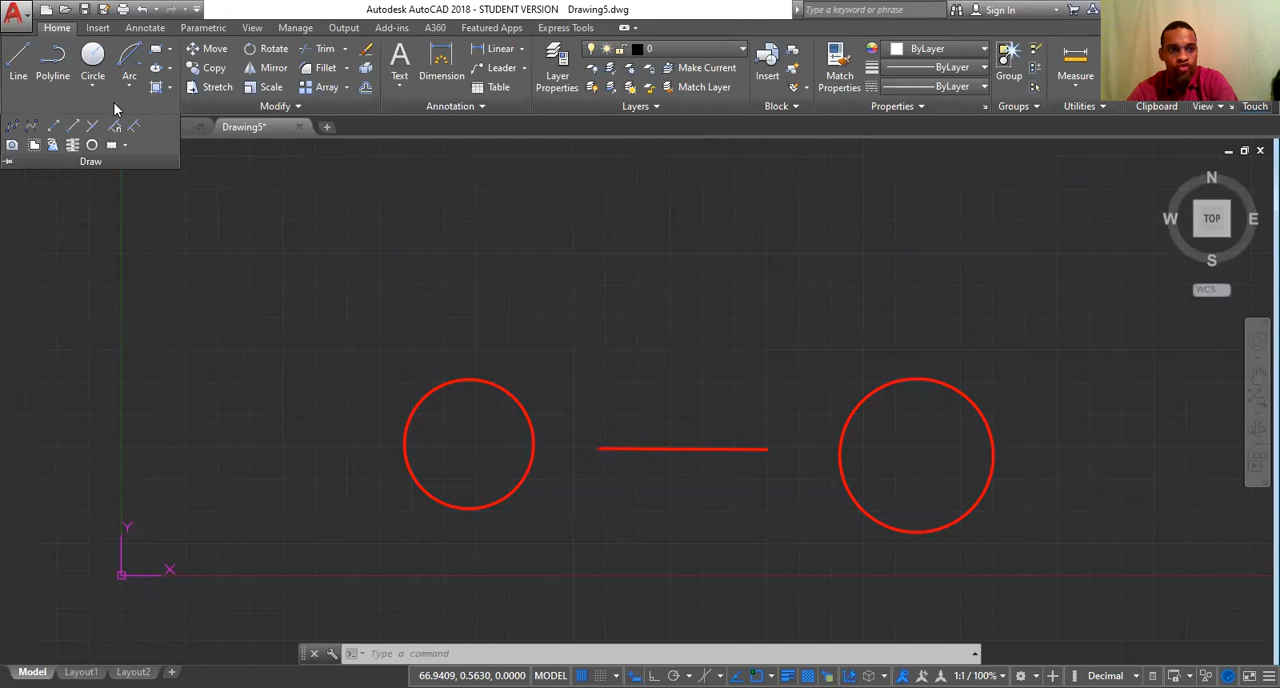 Autodesk AutoCAD 2018 - STUDENT VERSION Drawing5.dwg
Type a keyword or phrase
Sign In
Home Insert Annotate Parametric View Manage Output Add-ins A360 Featured Apps Express Tools
Line Polyline Circle Arc
Move Rotate Trim
Copy Mirror Fillet
Stretch Scale Array
Modify
Text Dimension
Linear
Leader
Table
Annotation
Layer Properties
0
Make Current
Match Layer
Layers
Insert
Block
Match Properties
ByLayer
ByLayer
ByLayer
Properties
Group
Groups
Measure
Utilities
Clipboard
View
Touch
Draw
Drawing5*
N
W TOP E
S
WCS
Y
X
Type a command
Model Layout1 Layout2
66.9409, 0.5630, 0.0000 MODEL 1:1 / 100% Decimal